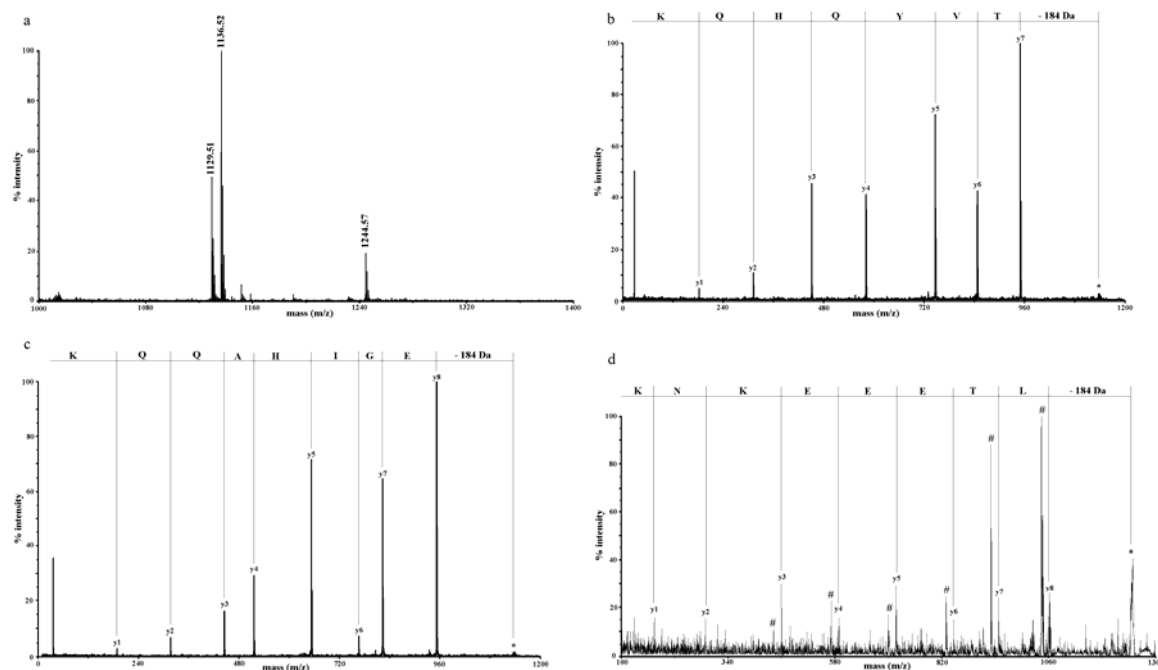 a
1136.52
1129.51
1244.57
100
80
60
40
20
0
% intensity
1000 1080 1160 1240 1320 1400
mass (m/z)
b
K Q H Q Y V T - 184 Da
y7
y5
y3
y4
y6
y2
y1
*
100
80
60
40
20
0
% intensity
0 240 480 720 960 1200
mass (m/z)
c
K Q Q A H I G E - 184 Da
y8
y5
y7
y4
y3
y6
y2
y1
*
100
80
60
40
20
0
% intensity
0 240 480 720 960 1200
mass (m/z)
d
K N K E E E T L - 184 Da
#
#
*
y3
y5
#
#
y8
y7
y1
y2
y4
#
y6
#
100
80
60
40
20
0
% intensity
100 340 580 820 1060
mass (m/z)